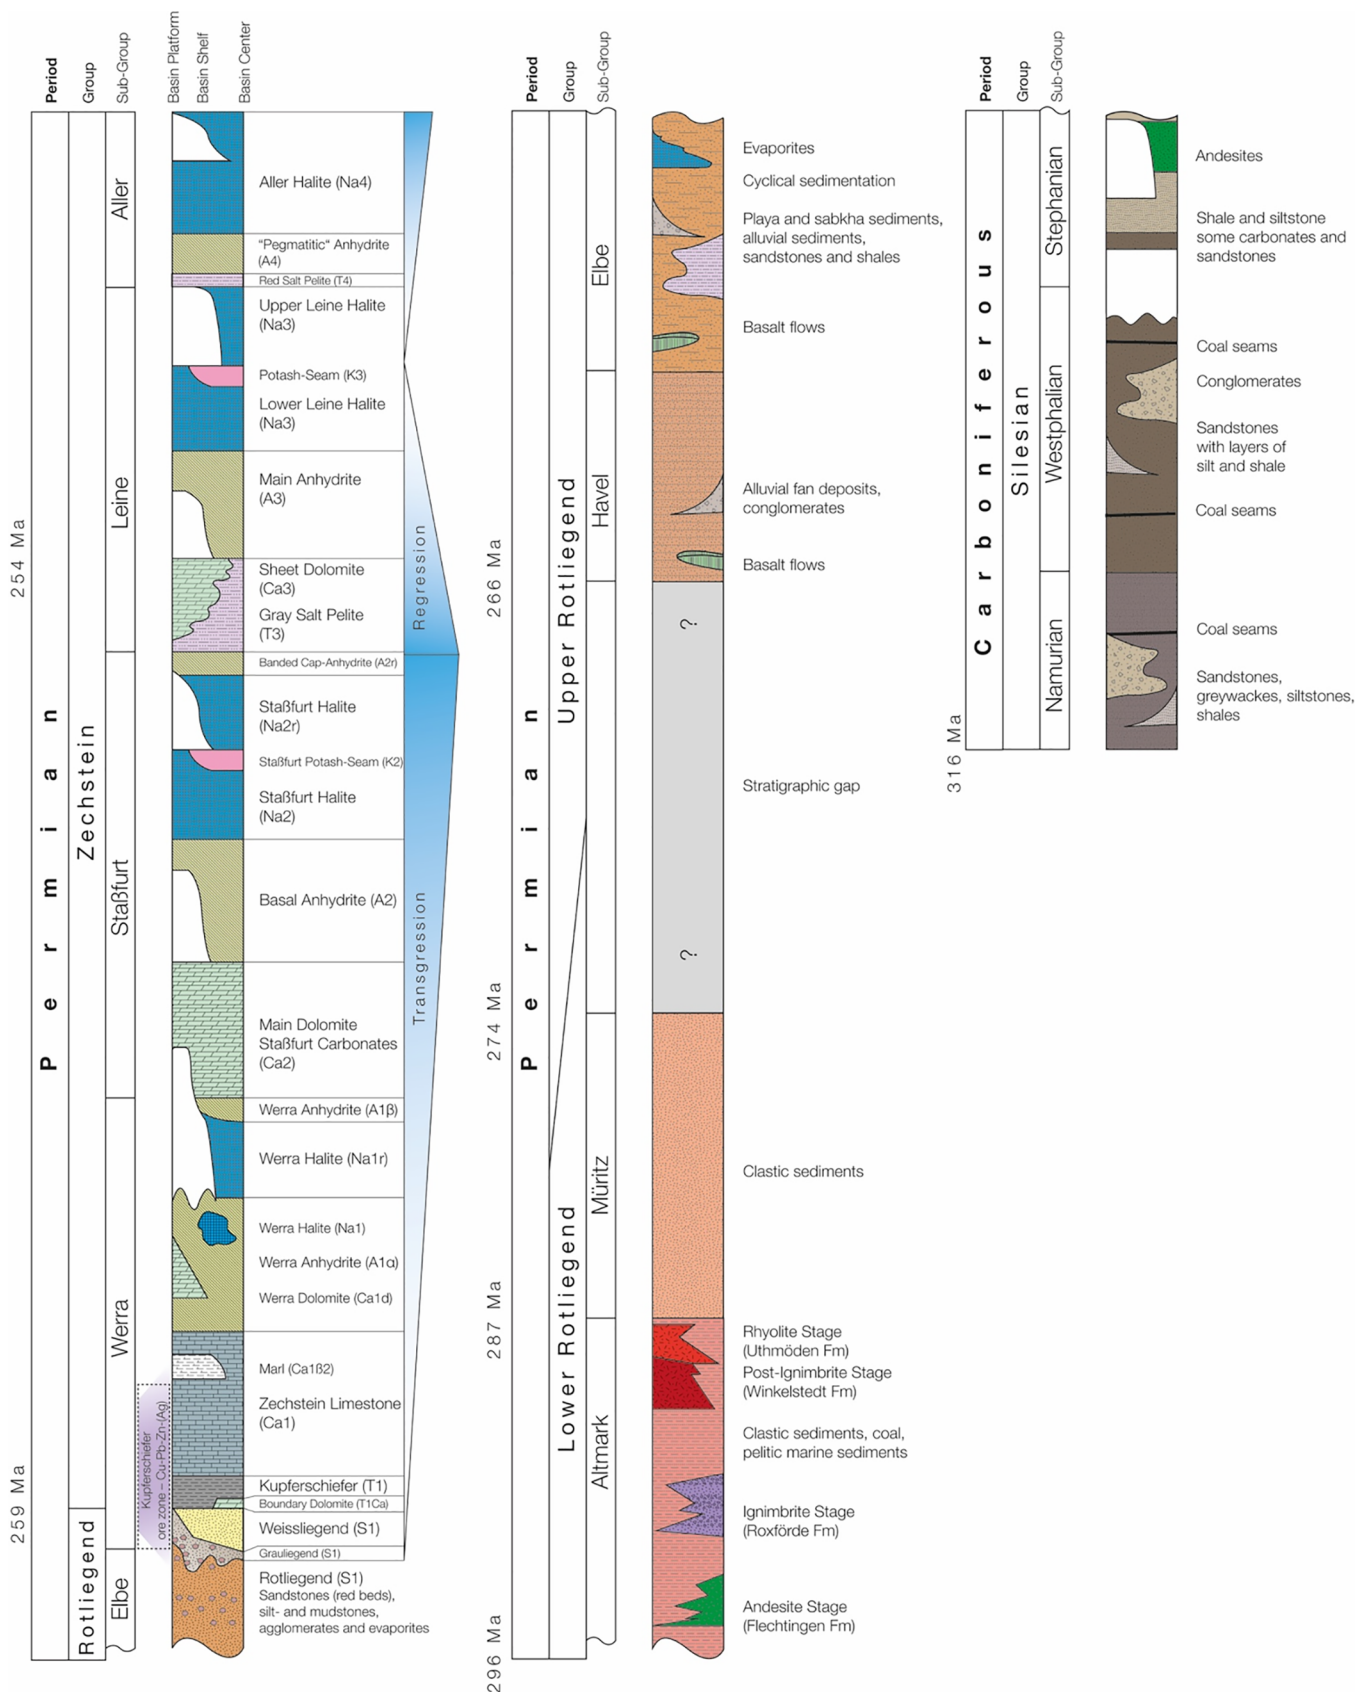 Period
Group
Sub-Group
Basin Platform
Basin Shelf
Basin Center
254 Ma
259 Ma
Permian
Zechstein
Rotliegend
Aller
Leine
Staßfurt
Werra
Elbe
Kupferschiefer
ore zone – Cu-Pb-Zn-(Ag)
Aller Halite (Na4)
"Pegmatitic" Anhydrite
(A4)
Red Salt Pelite (T4)
Upper Leine Halite
(Na3)
Potash-Seam (K3)
Lower Leine Halite
(Na3)
Main Anhydrite
(A3)
Sheet Dolomite
(Ca3)
Gray Salt Pelite
(T3)
Banded Cap-Anhydrite (A2r)
Staßfurt Halite
(Na2r)
Staßfurt Potash-Seam (K2)
Staßfurt Halite
(Na2)
Basal Anhydrite (A2)
Main Dolomite
Staßfurt Carbonates
(Ca2)
Werra Anhydrite (A1β)
Werra Halite (Na1r)
Werra Halite (Na1)
Werra Anhydrite (A1α)
Werra Dolomite (Ca1d)
Marl (Ca1ß2)
Zechstein Limestone
(Ca1)
Kupferschiefer (T1)
Boundary Dolomite (T1Ca)
Weissliegend (S1)
Grauliegend (S1)
Rotliegend (S1)
Sandstones (red beds),
silt- and mudstones,
agglomerates and evaporites
Regression
Transgression
Period
Group
Sub-Group
266 Ma
274 Ma
287 Ma
296 Ma
Permian
Upper Rotliegend
Lower Rotliegend
Elbe
Havel
Müritz
Altmark
?
?
Evaporites
Cyclical sedimentation
Playa and sabkha sediments,
alluvial sediments,
sandstones and shales
Basalt flows
Alluvial fan deposits,
conglomerates
Basalt flows
Stratigraphic gap
Clastic sediments
Rhyolite Stage
(Uthmöden Fm)
Post-Ignimbrite Stage
(Winkelstedt Fm)
Clastic sediments, coal,
pelitic marine sediments
Ignimbrite Stage
(Roxförde Fm)
Andesite Stage
(Flechtingen Fm)
Period
Group
Sub-Group
316 Ma
Carboniferous
Silesian
Stephanian
Westphalian
Namurian
Andesites
Shale and siltstone
some carbonates and
sandstones
Coal seams
Conglomerates
Sandstones
with layers of
silt and shale
Coal seams
Coal seams
Sandstones,
greywackes, siltstones,
shales